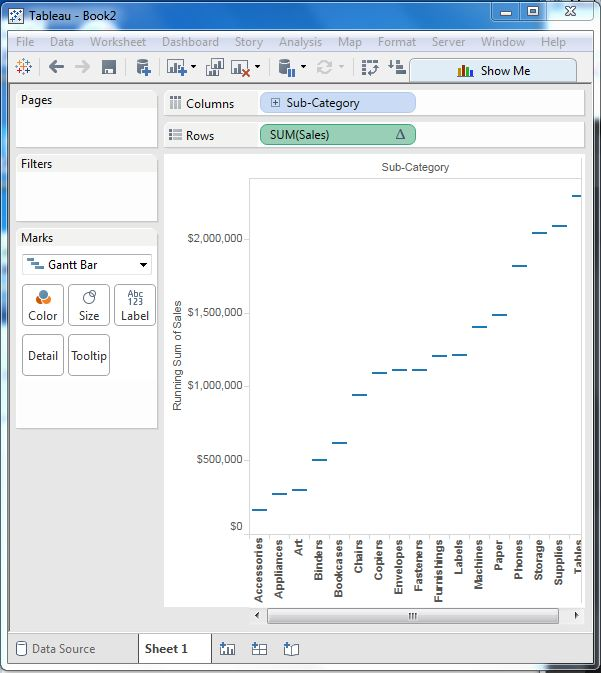 Tableau - Book2
File Data Worksheet Dashboard Story Analysis Map Format Server Window Help
Show Me
Pages
Columns
Sub-Category
Rows
SUM(Sales) Δ
Filters
Marks
Gantt Bar
Color
Size
Abc
123
Label
Detail
Tooltip
Sub-Category
Running Sum of Sales
$2,000,000
$1,500,000
$1,000,000
$500,000
$0
Accessories
Appliances
Art
Binders
Bookcases
Chairs
Copiers
Envelopes
Fasteners
Furnishings
Labels
Machines
Paper
Phones
Storage
Supplies
Tables
Data Source
Sheet 1